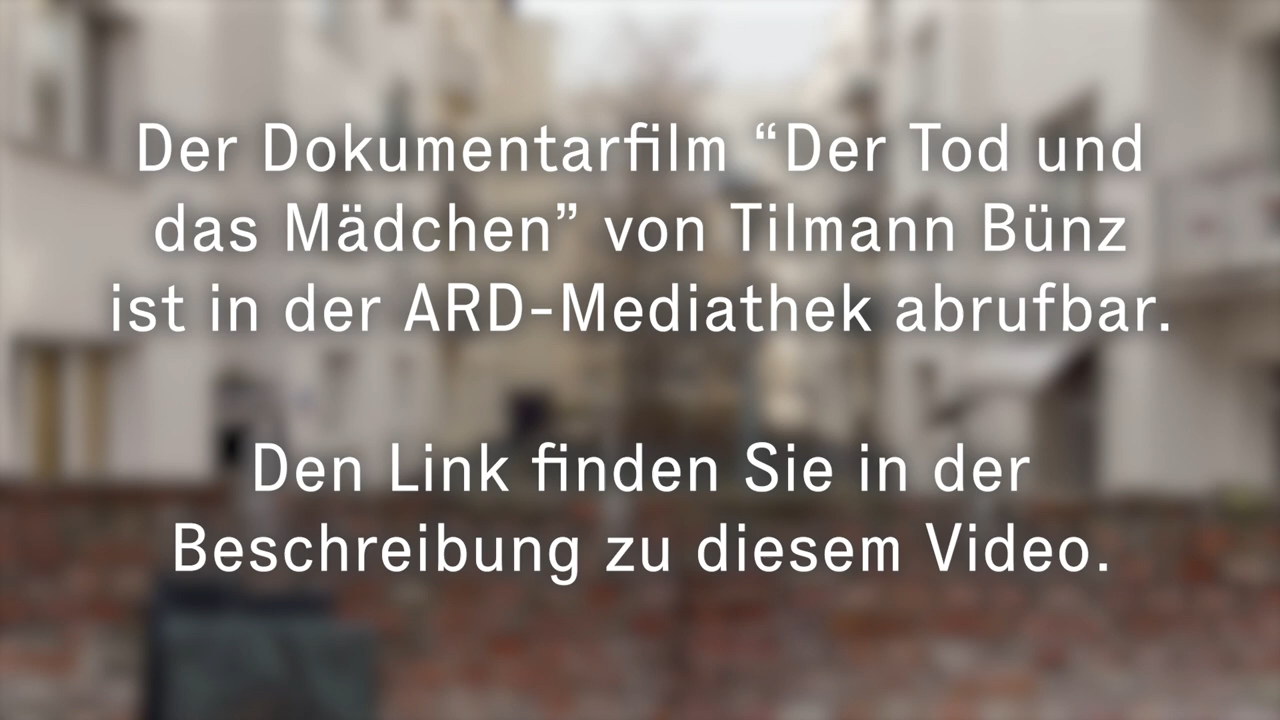 Der Dokumentarfilm “Der Tod und
das Mädchen” von Tilmann Bünz
ist in der ARD-Mediathek abrufbar.
Den Link finden Sie in der
Beschreibung zu diesem Video.